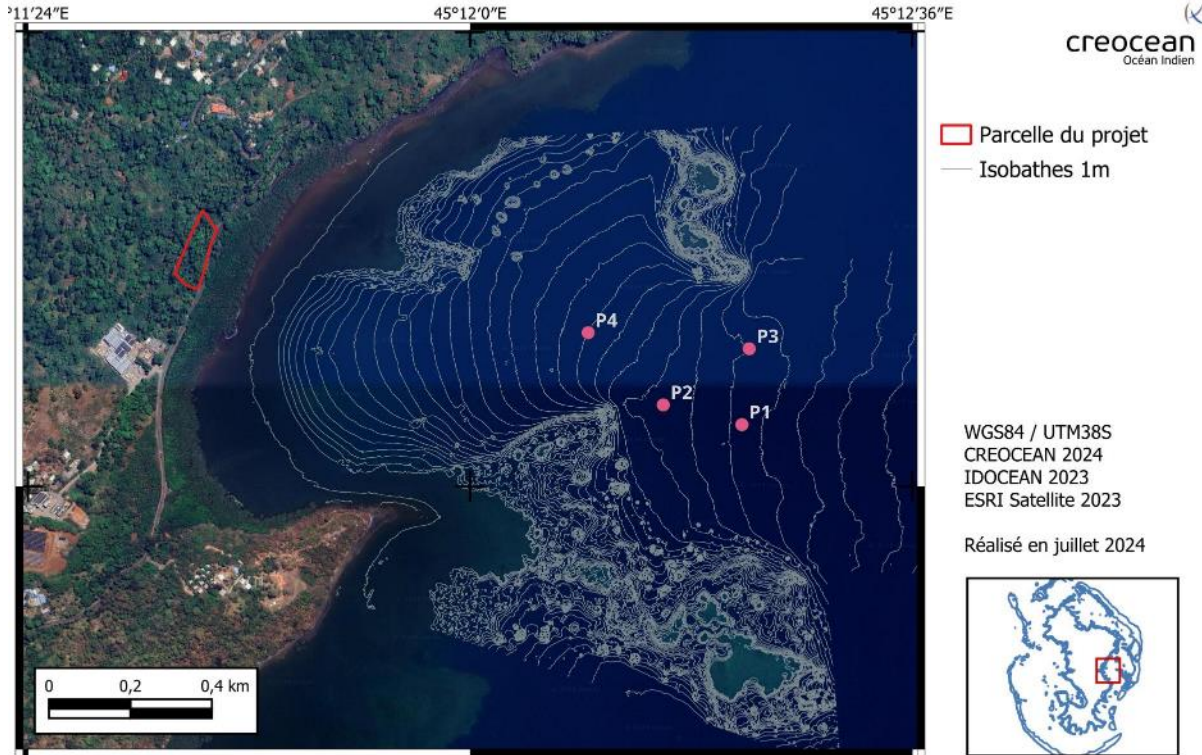 °11′24″E
45°12′0″E
45°12′36″E
creocean
Océan Indien
Parcelle du projet
Isobathes 1m
P4
P3
P2
P1
WGS84 / UTM38S
CREOCEAN 2024
IDOCEAN 2023
ESRI Satellite 2023
Réalisé en juillet 2024
0 0,2 0,4 km